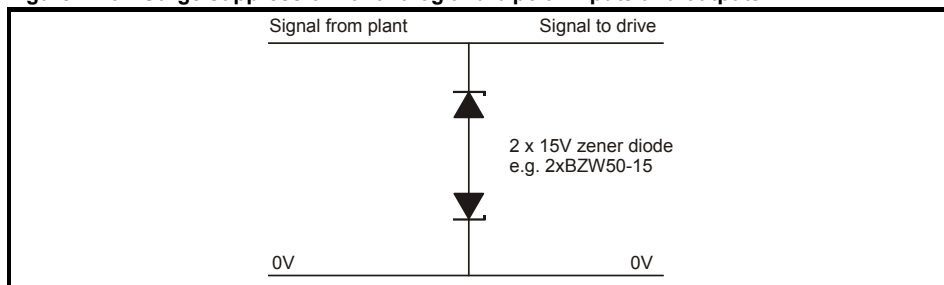 Signal from plant Signal to drive
2 x 15V zener diode
e.g. 2xBZW50-15
0V 0V